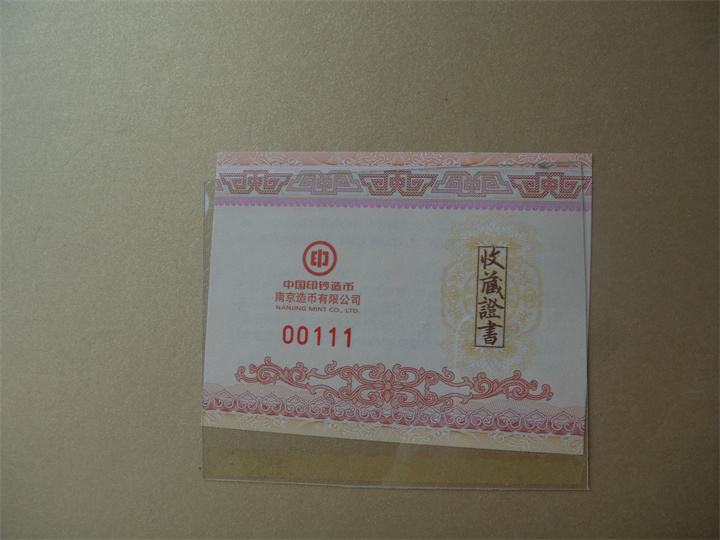 印
中国印钞造币
南京造币有限公司
NANJING MINT CO., LTD.
00111
收藏證書